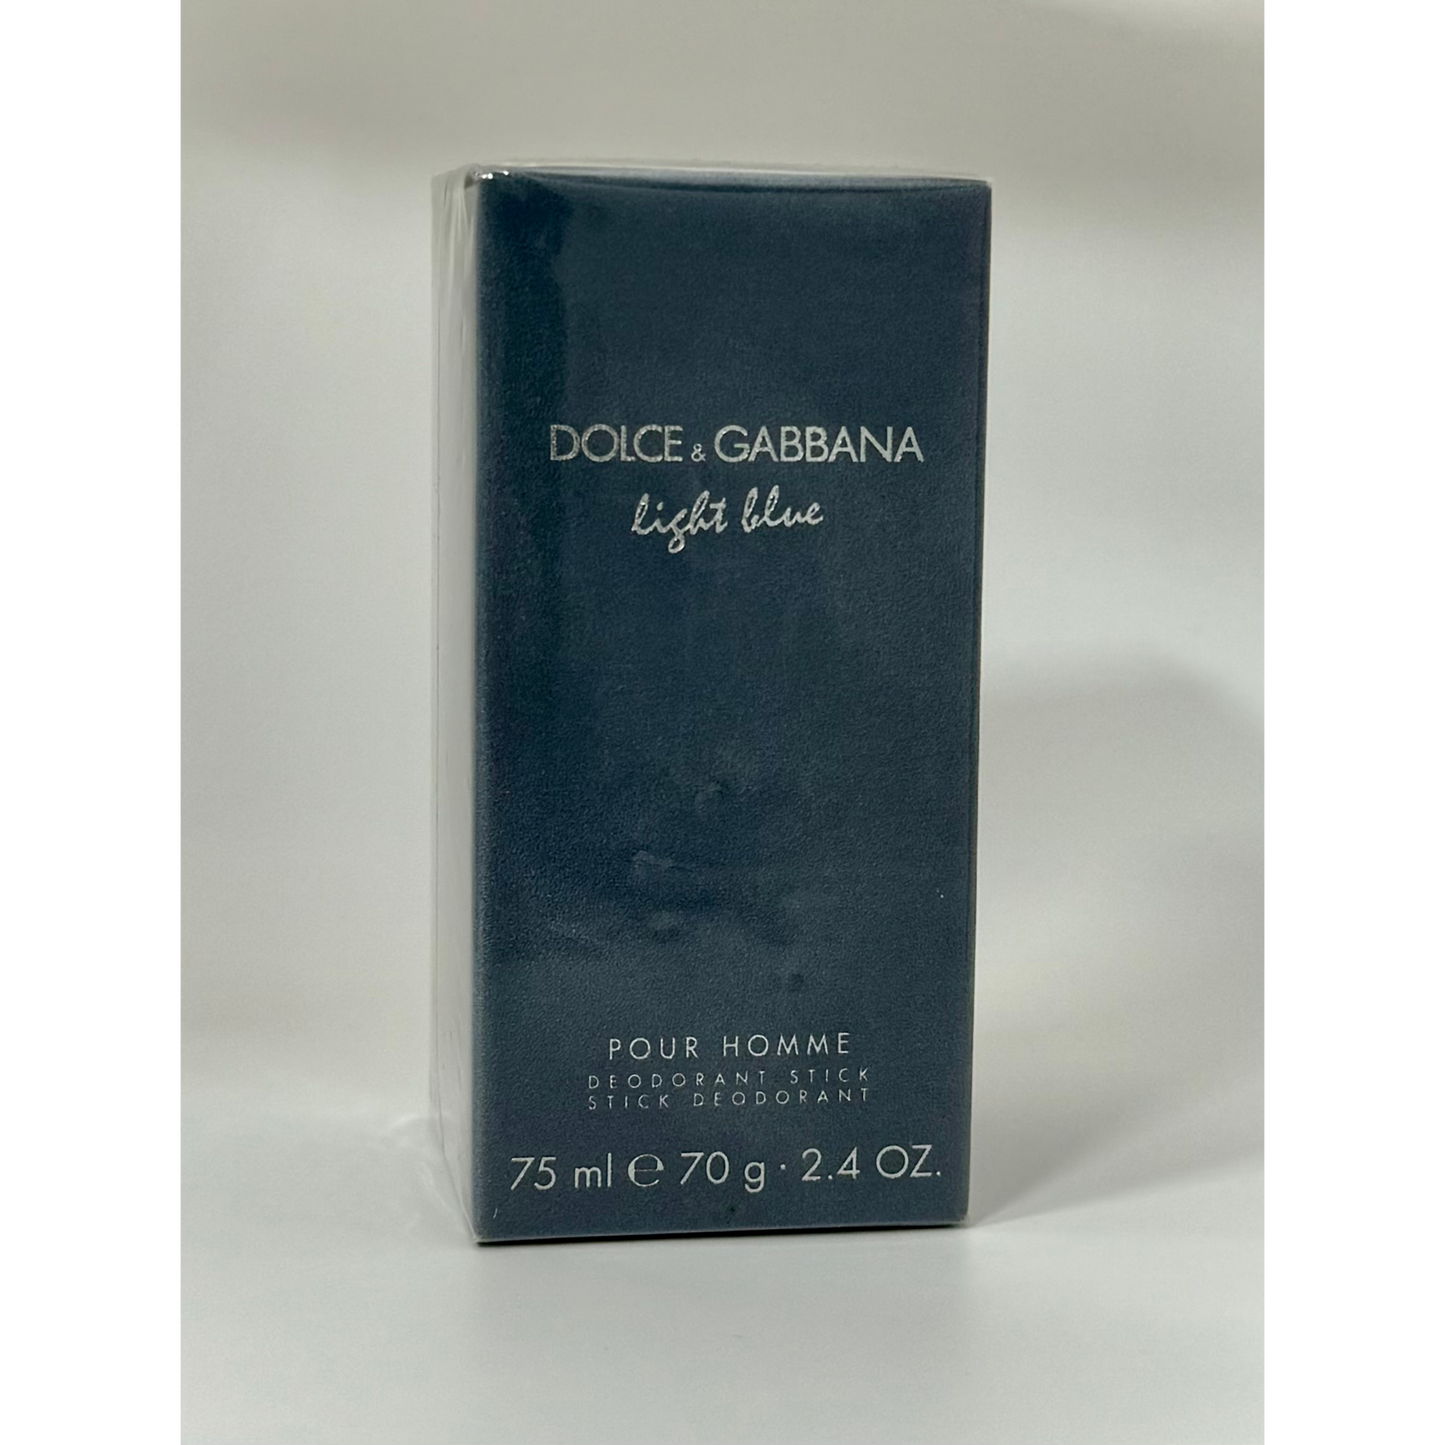 DOLCE & GABBANA
light blue
POUR HOMME
DEODORANT STICK
STICK DEODORANT
75 ml ℮ 70 g · 2.4 OZ.